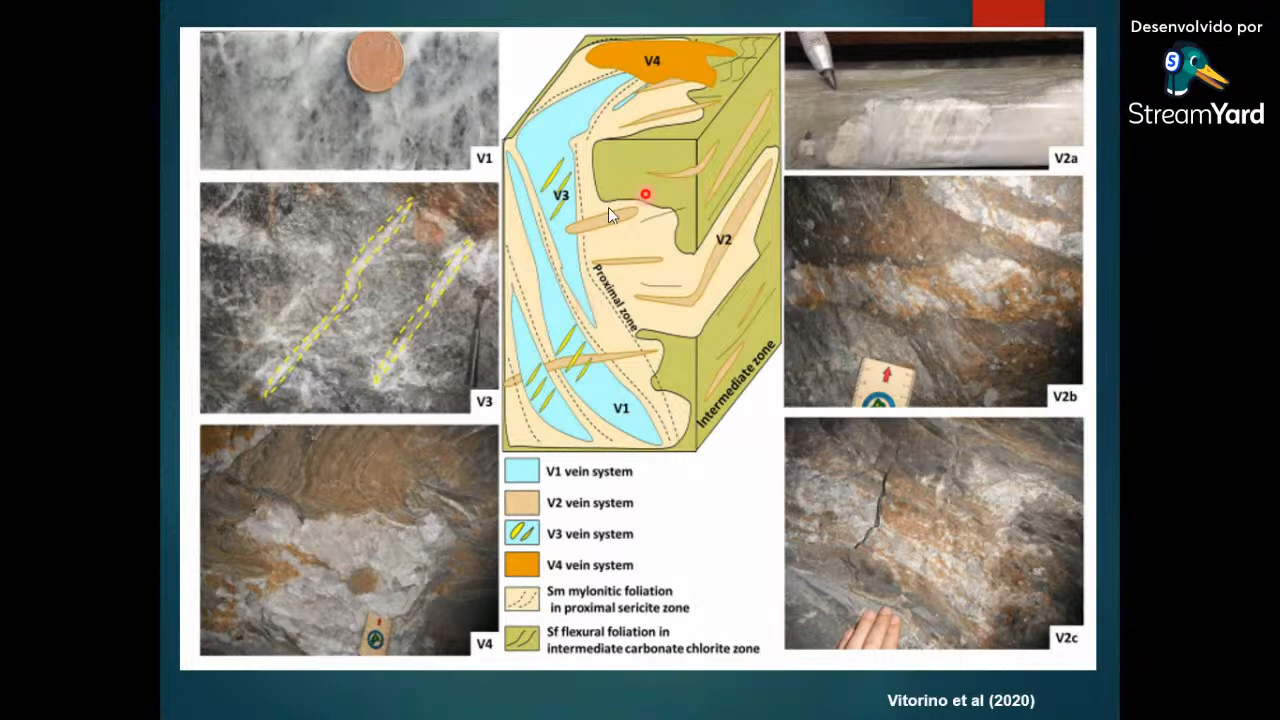 Desenvolvido por
S
StreamYard
V1
V3
V4
V4
V3
V2
Proximal zone
V1
Intermediate zone
V1 vein system
V2 vein system
V3 vein system
V4 vein system
Sm mylonitic foliation
in proximal sericite zone
Sf flexural foliation in
intermediate carbonate chlorite zone
V2a
V2b
V2c
Vitorino et al (2020)